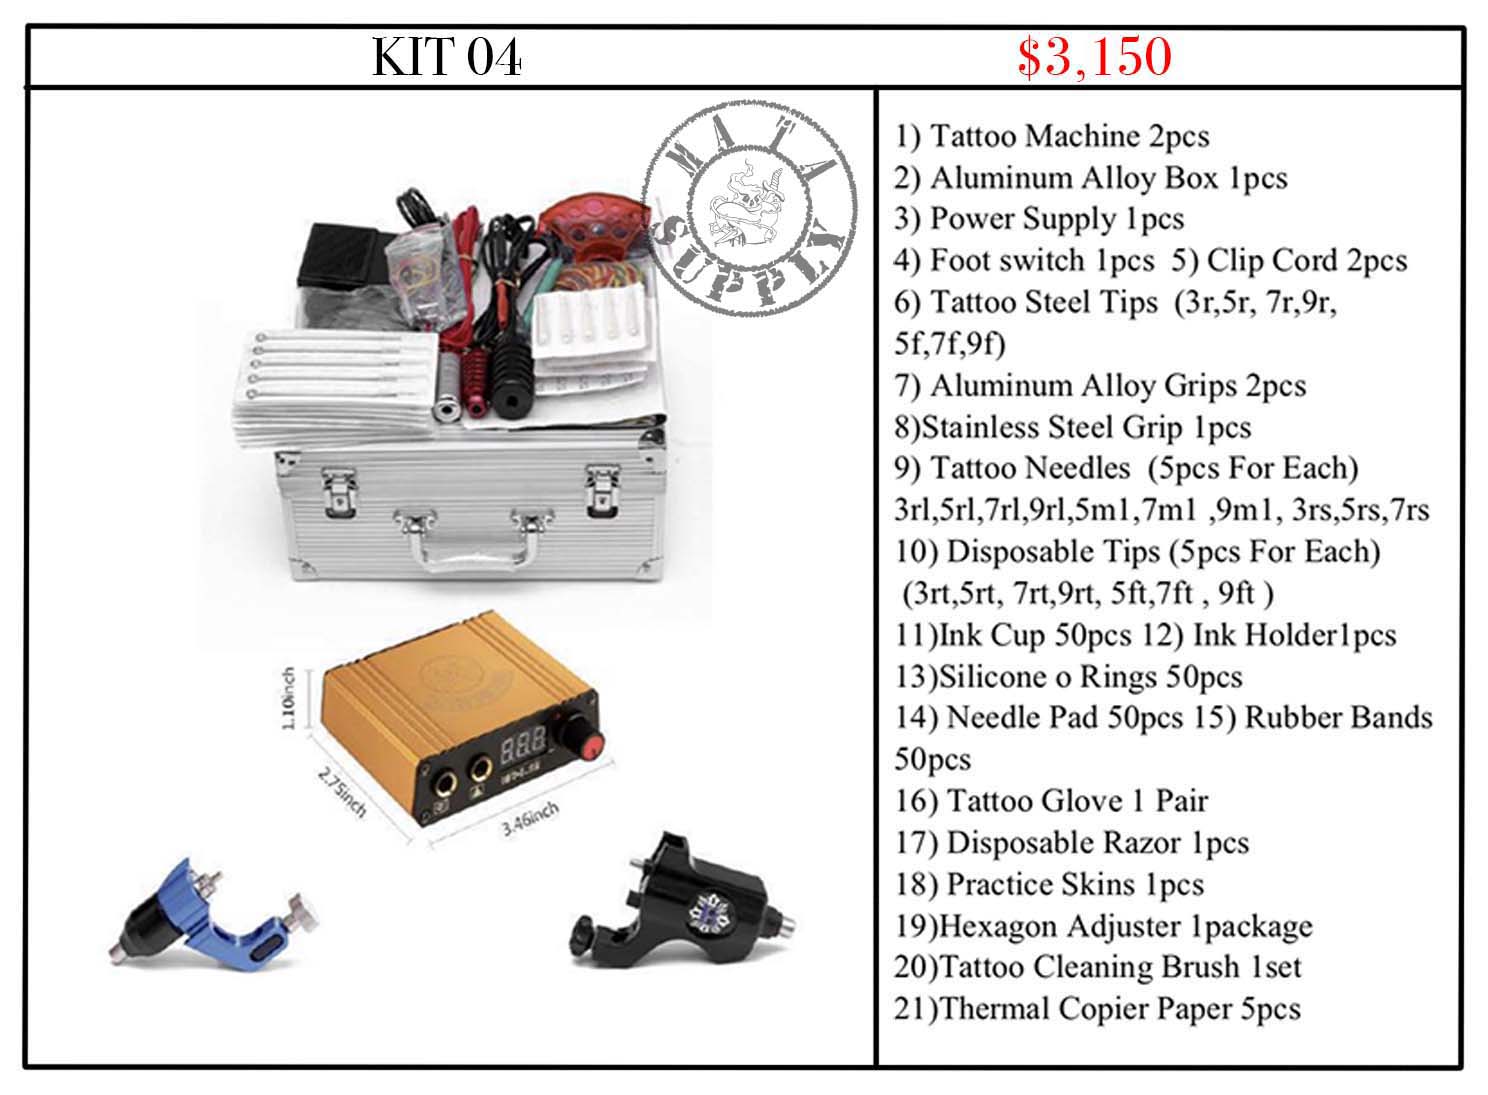 KIT 04
$3,150
MALA SUPPLY
1.10inch
2.75inch
3.46inch
1) Tattoo Machine 2pcs
2) Aluminum Alloy Box 1pcs
3) Power Supply 1pcs
4) Foot switch 1pcs  5) Clip Cord 2pcs
6) Tattoo Steel Tips  (3r,5r, 7r,9r,
5f,7f,9f)
7) Aluminum Alloy Grips 2pcs
8)Stainless Steel Grip 1pcs
9) Tattoo Needles  (5pcs For Each)
3rl,5rl,7rl,9rl,5m1,7m1 ,9m1, 3rs,5rs,7rs
10) Disposable Tips (5pcs For Each)
(3rt,5rt, 7rt,9rt, 5ft,7ft , 9ft )
11)Ink Cup 50pcs 12) Ink Holder1pcs
13)Silicone o Rings 50pcs
14) Needle Pad 50pcs 15) Rubber Bands
50pcs
16) Tattoo Glove 1 Pair
17) Disposable Razor 1pcs
18) Practice Skins 1pcs
19)Hexagon Adjuster 1package
20)Tattoo Cleaning Brush 1set
21)Thermal Copier Paper 5pcs